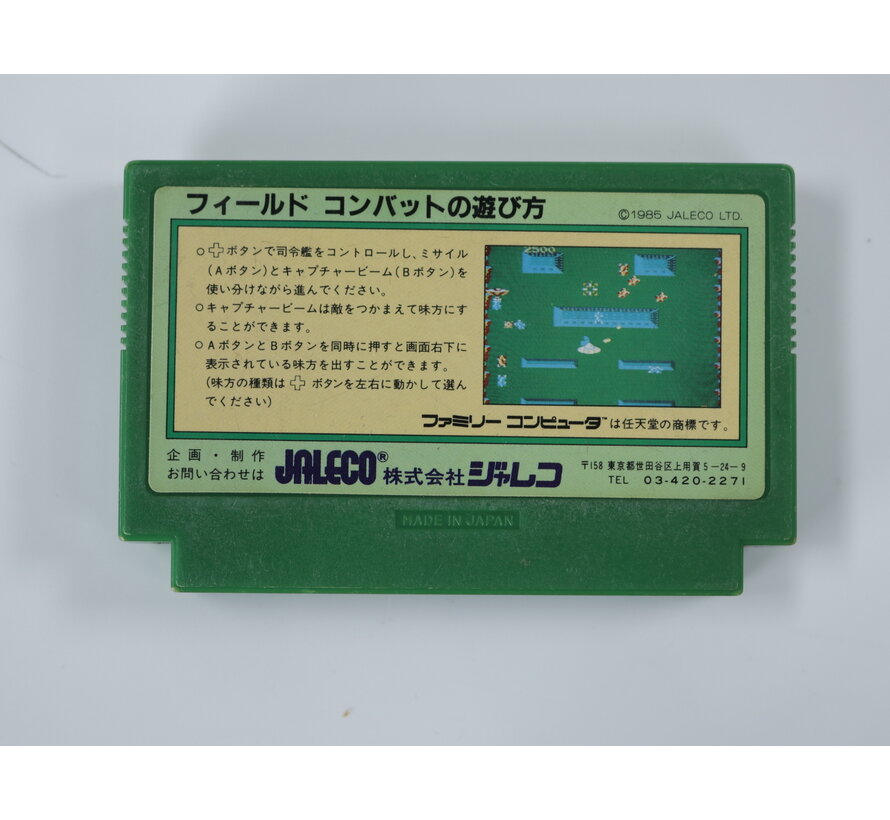 フィールド コンバットの遊び方
©1985 JALECO LTD.
○ボタンで司令艦をコントロールし、ミサイル
(Aボタン)とキャプチャービーム(Bボタン)を
使い分けながら進んでください。
○キャプチャービームは敵をつかまえて味方にす
ることができます。
○AボタンとBボタンを同時に押すと画面右下に
表示されている味方を出すことができます。
(味方の種類は ボタンを左右に動かして選ん
でください)
2500
ファミリー コンピュータ™は任天堂の商標です。
企画・制作
お問い合わせは JALECO® 株式会社ジャレコ
〒158 東京都世田谷区上用賀5-24-9
TEL 03-420-2271
MADE IN JAPAN